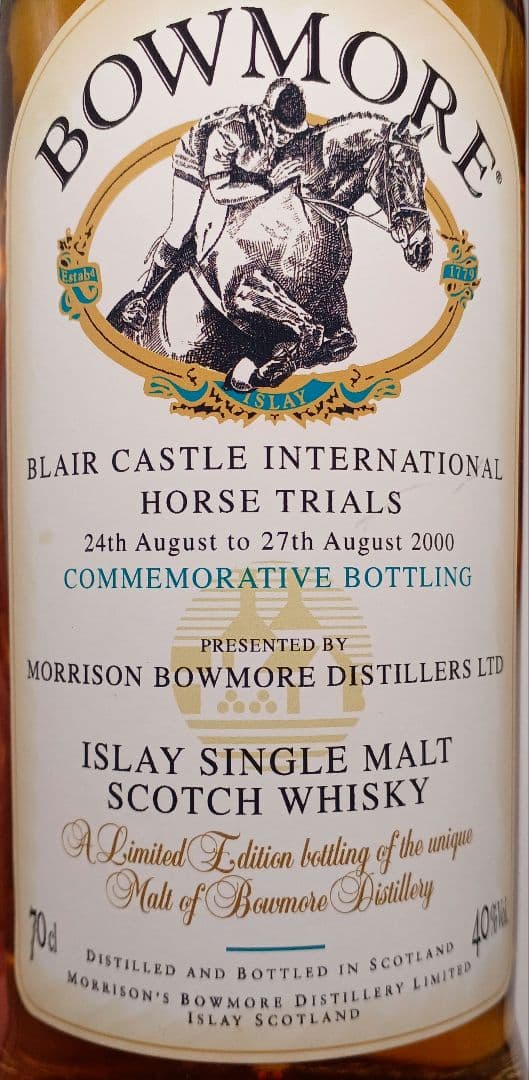 BOWMORE®
Estabd 1779
ISLAY
BLAIR CASTLE INTERNATIONAL
HORSE TRIALS
24th August to 27th August 2000
COMMEMORATIVE BOTTLING
PRESENTED BY
MORRISON BOWMORE DISTILLERS LTD
ISLAY SINGLE MALT
SCOTCH WHISKY
A Limited Edition bottling of the unique
Malt of Bowmore Distillery
70cl 40%Vol.
DISTILLED AND BOTTLED IN SCOTLAND
MORRISON'S BOWMORE DISTILLERY LIMITED
ISLAY SCOTLAND